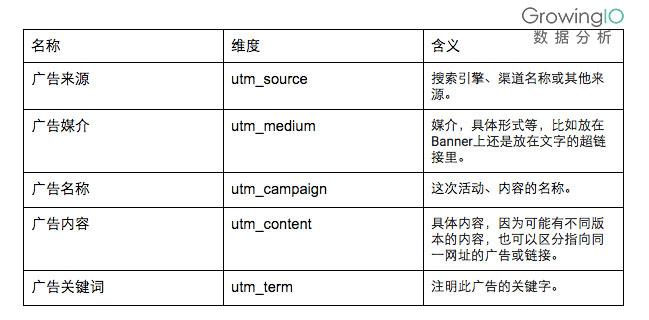 GrowingIO
数据分析
名称 维度 含义
广告来源 utm_source 搜索引擎、渠道名称或其他来
源。
广告媒介 utm_medium 媒介，具体形式等，比如放在
Banner上还是放在文字的超链
接里。
广告名称 utm_campaign 这次活动、内容的名称。
广告内容 utm_content 具体内容，因为可能有不同版
本的内容，也可以区分指向同
一网址的广告或链接。
广告关键词 utm_term 注明此广告的关键字。